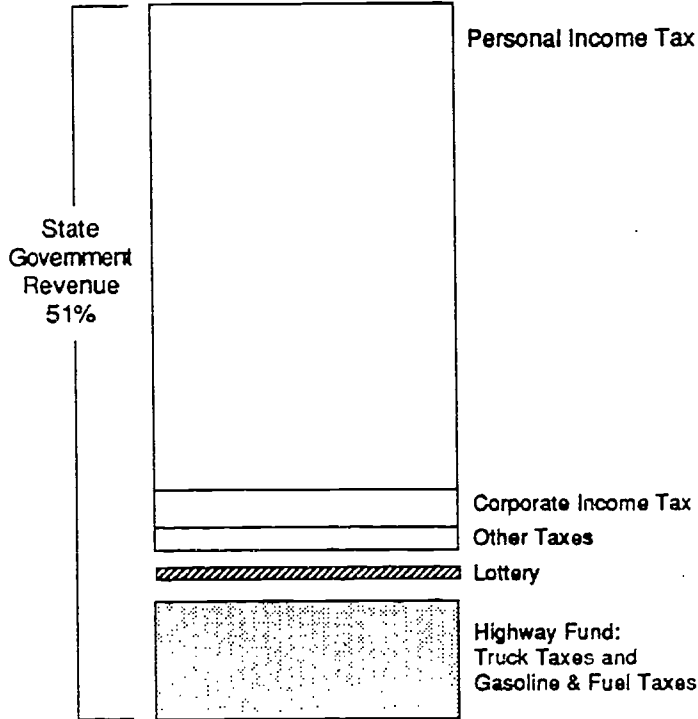 Personal Income Tax
State
Government
Revenue
51%
Corporate Income Tax
Other Taxes
Lottery
Highway Fund:
Truck Taxes and
Gasoline & Fuel Taxes